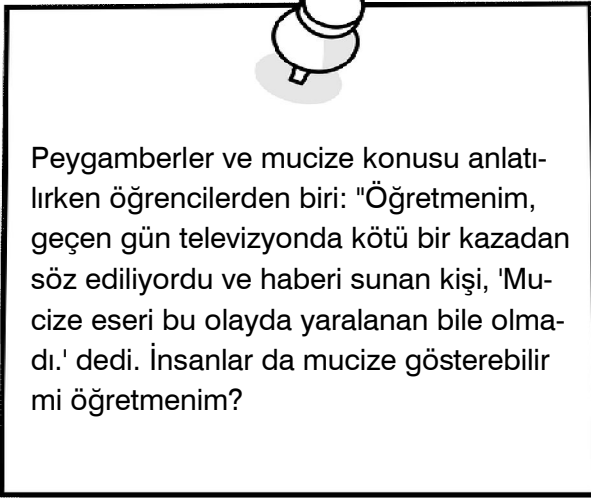 Peygamberler ve mucize konusu anlatı-
lırken öğrencilerden biri: "Öğretmenim,
geçen gün televizyonda kötü bir kazadan
söz ediliyordu ve haberi sunan kişi, 'Mu-
cize eseri bu olayda yaralanan bile olma-
dı.' dedi. İnsanlar da mucize gösterebilir
mi öğretmenim?